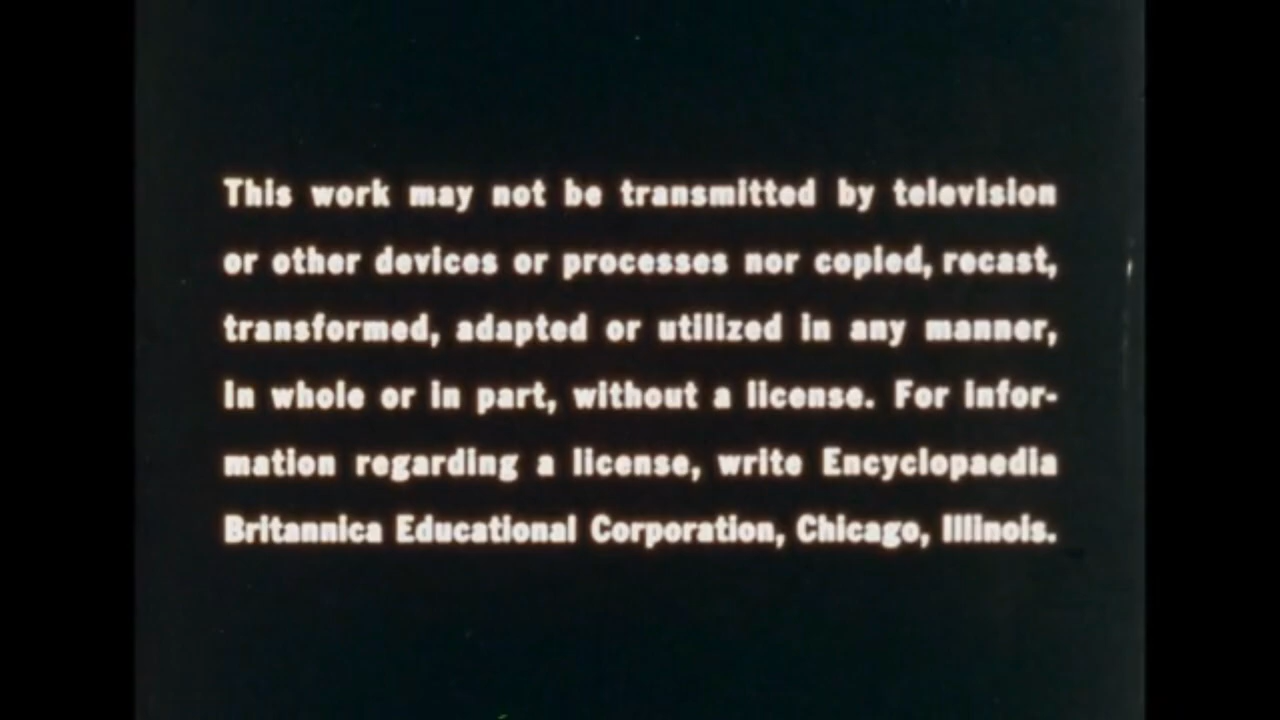 This work may not be transmitted by television
or other devices or processes nor copied, recast,
transformed, adapted or utilized in any manner,
in whole or in part, without a license. For infor-
mation regarding a license, write Encyclopaedia
Britannica Educational Corporation, Chicago, Illinois.